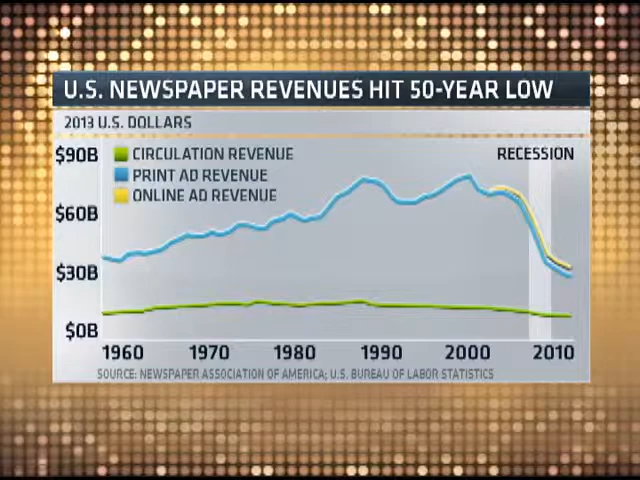 U.S. NEWSPAPER REVENUES HIT 50-YEAR LOW
2013 U.S. DOLLARS
$90B
CIRCULATION REVENUE
RECESSION
PRINT AD REVENUE
ONLINE AD REVENUE
$60B
$30B
$0B
1960 1970 1980 1990 2000 2010
SOURCE: NEWSPAPER ASSOCIATION OF AMERICA; U.S. BUREAU OF LABOR STATISTICS